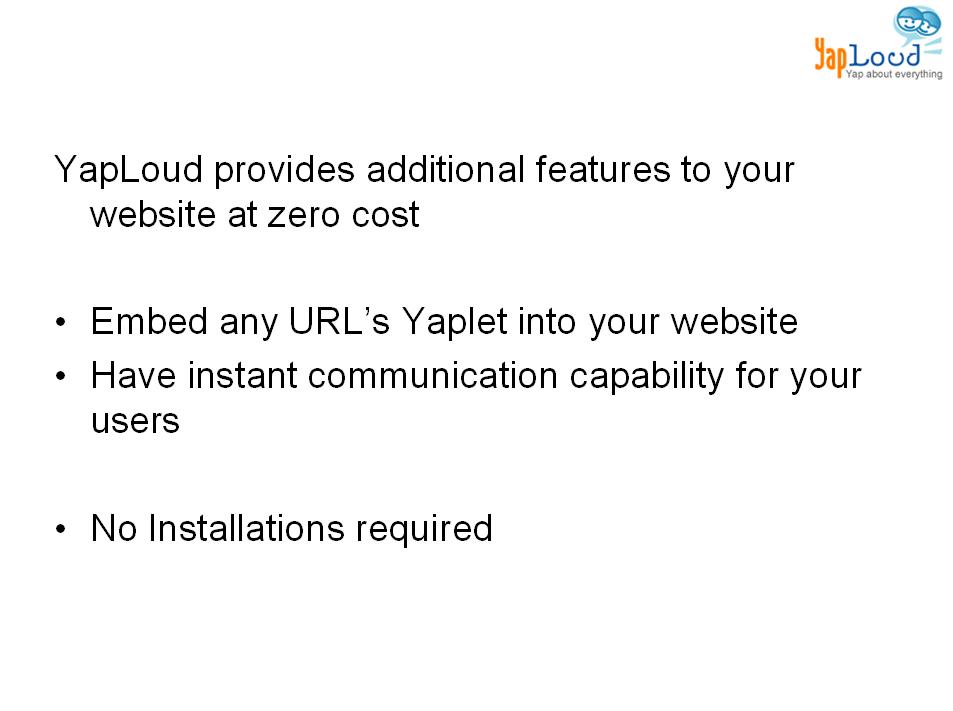 YapLoud
Yap about everything
YapLoud provides additional features to your
website at zero cost
• Embed any URL’s Yaplet into your website
• Have instant communication capability for your
users
• No Installations required